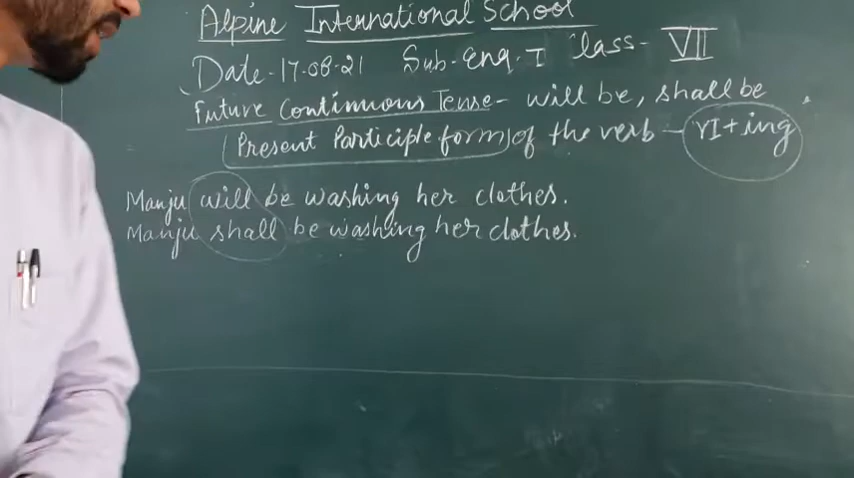 Alpine International School
Date-17-08-21 Sub-Eng-I Class- VII
Future Continuous Tense- will be, shall be
Present Participle form of the verb - VI+ing
Manju will be washing her clothes.
Manju shall be washing her clothes.